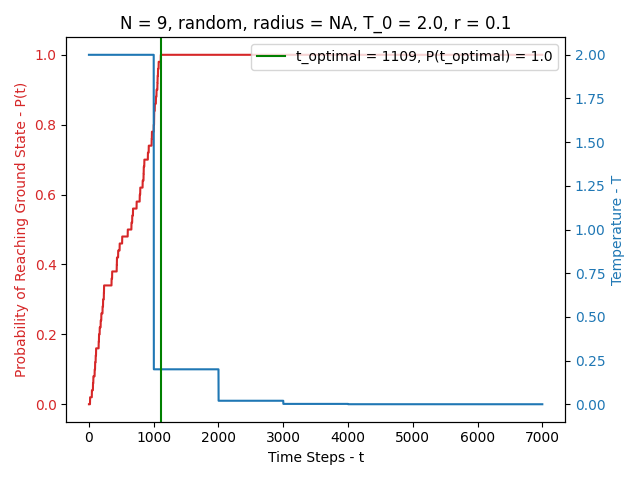 N = 9, random, radius = NA, T_0 = 2.0, r = 0.1
t_optimal = 1109, P(t_optimal) = 1.0
Probability of Reaching Ground State - P(t)
1.0
0.8
0.6
0.4
0.2
0.0
2.00
1.75
1.50
1.25
1.00
0.75
0.50
0.25
0.00
Temperature - T
0 1000 2000 3000 4000 5000 6000 7000
Time Steps - t